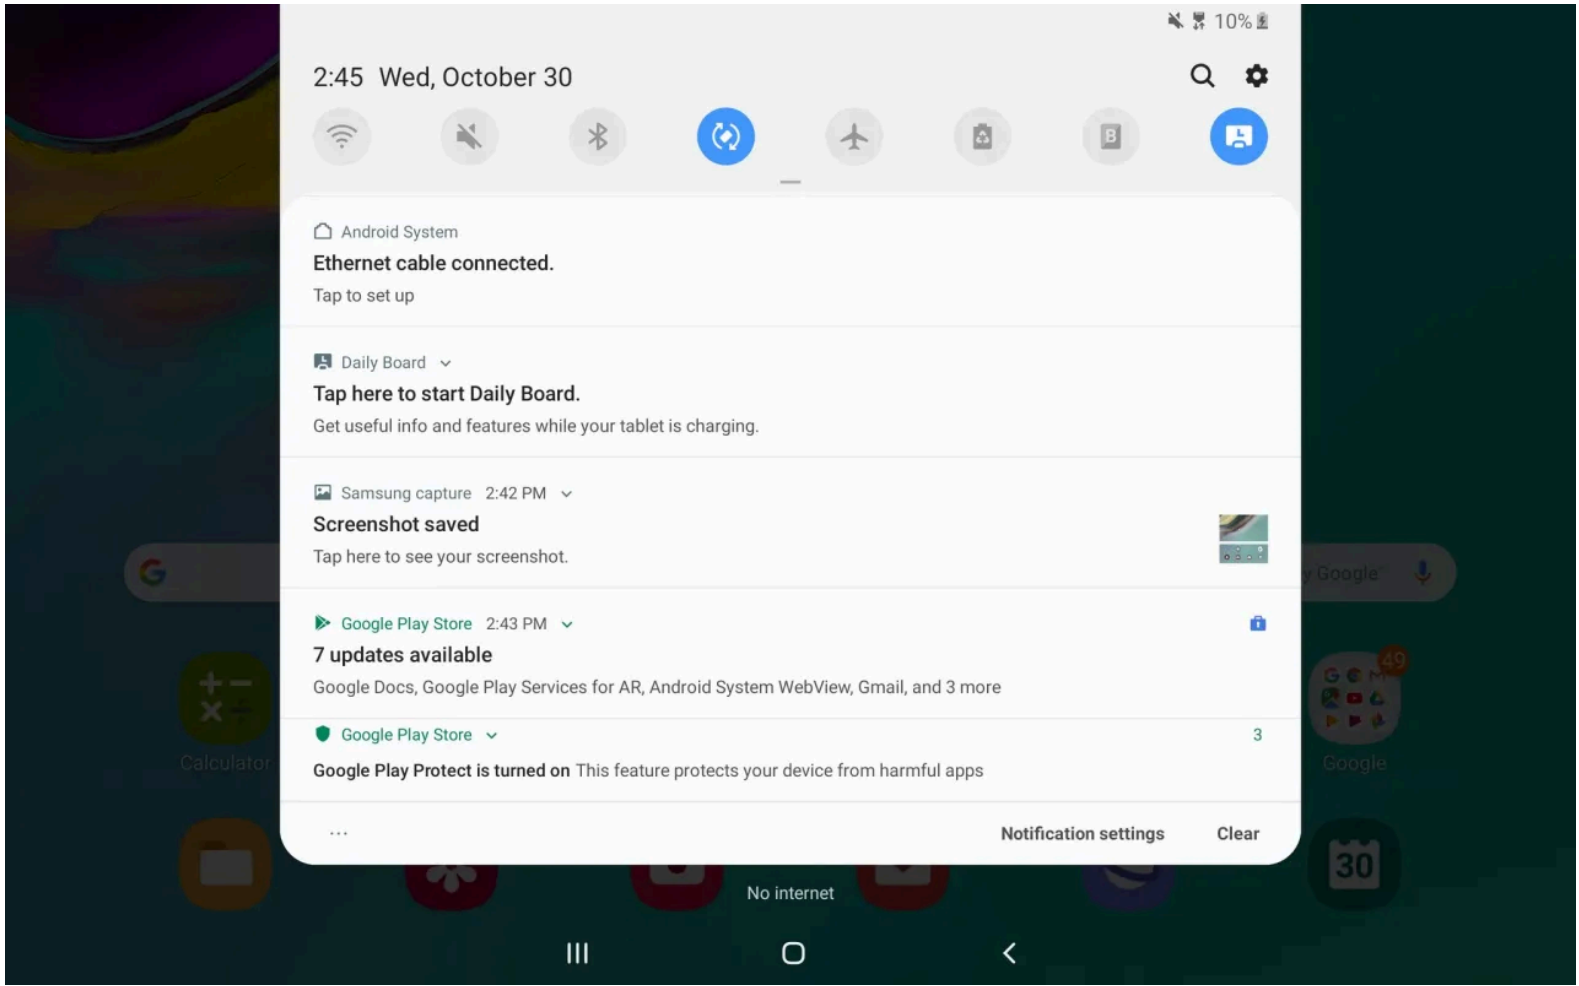 10%
2:45 Wed, October 30
B
Android System
Ethernet cable connected.
Tap to set up
Daily Board
Tap here to start Daily Board.
Get useful info and features while your tablet is charging.
Samsung capture 2:42 PM
Screenshot saved
Tap here to see your screenshot.
G
y Google"
Google Play Store 2:43 PM
7 updates available
Google Docs, Google Play Services for AR, Android System WebView, Gmail, and 3 more
49
Google Play Store
3
Google Play Protect is turned on This feature protects your device from harmful apps
Calculator
Google
...
Notification settings
Clear
30
No internet